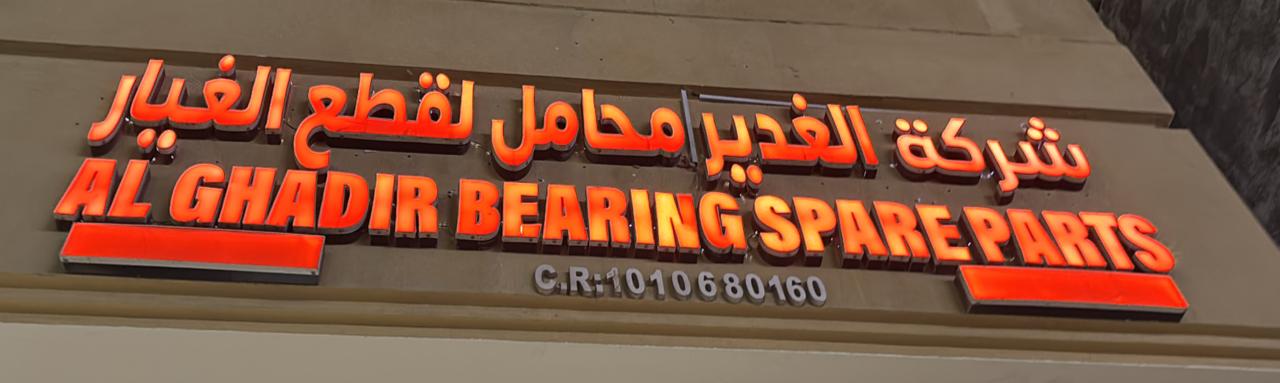 شركة الغدير محامل لقطع الغيار
AL GHADIR BEARING SPARE PARTS
C.R:1010680160